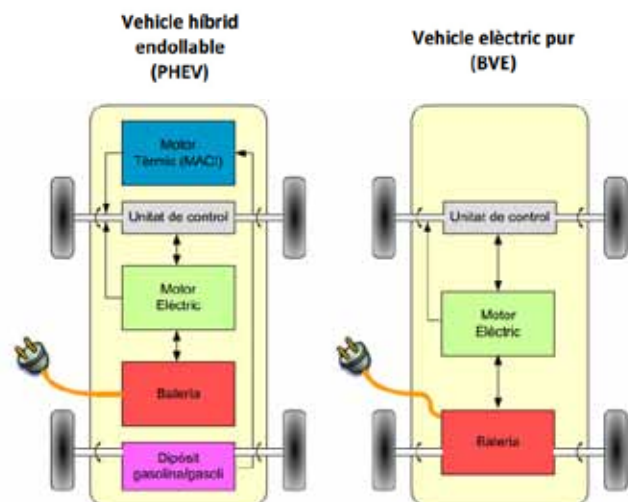 Vehicle híbrid
endollable
(PHEV)
Vehicle elèctric pur
(BVE)
Motor
Tèrmic (MACI)
Unitat de control
Motor
Elèctric
Bateria
Dipòsit
gasolina/gasoli
Unitat de control
Motor
Elèctric
Bateria